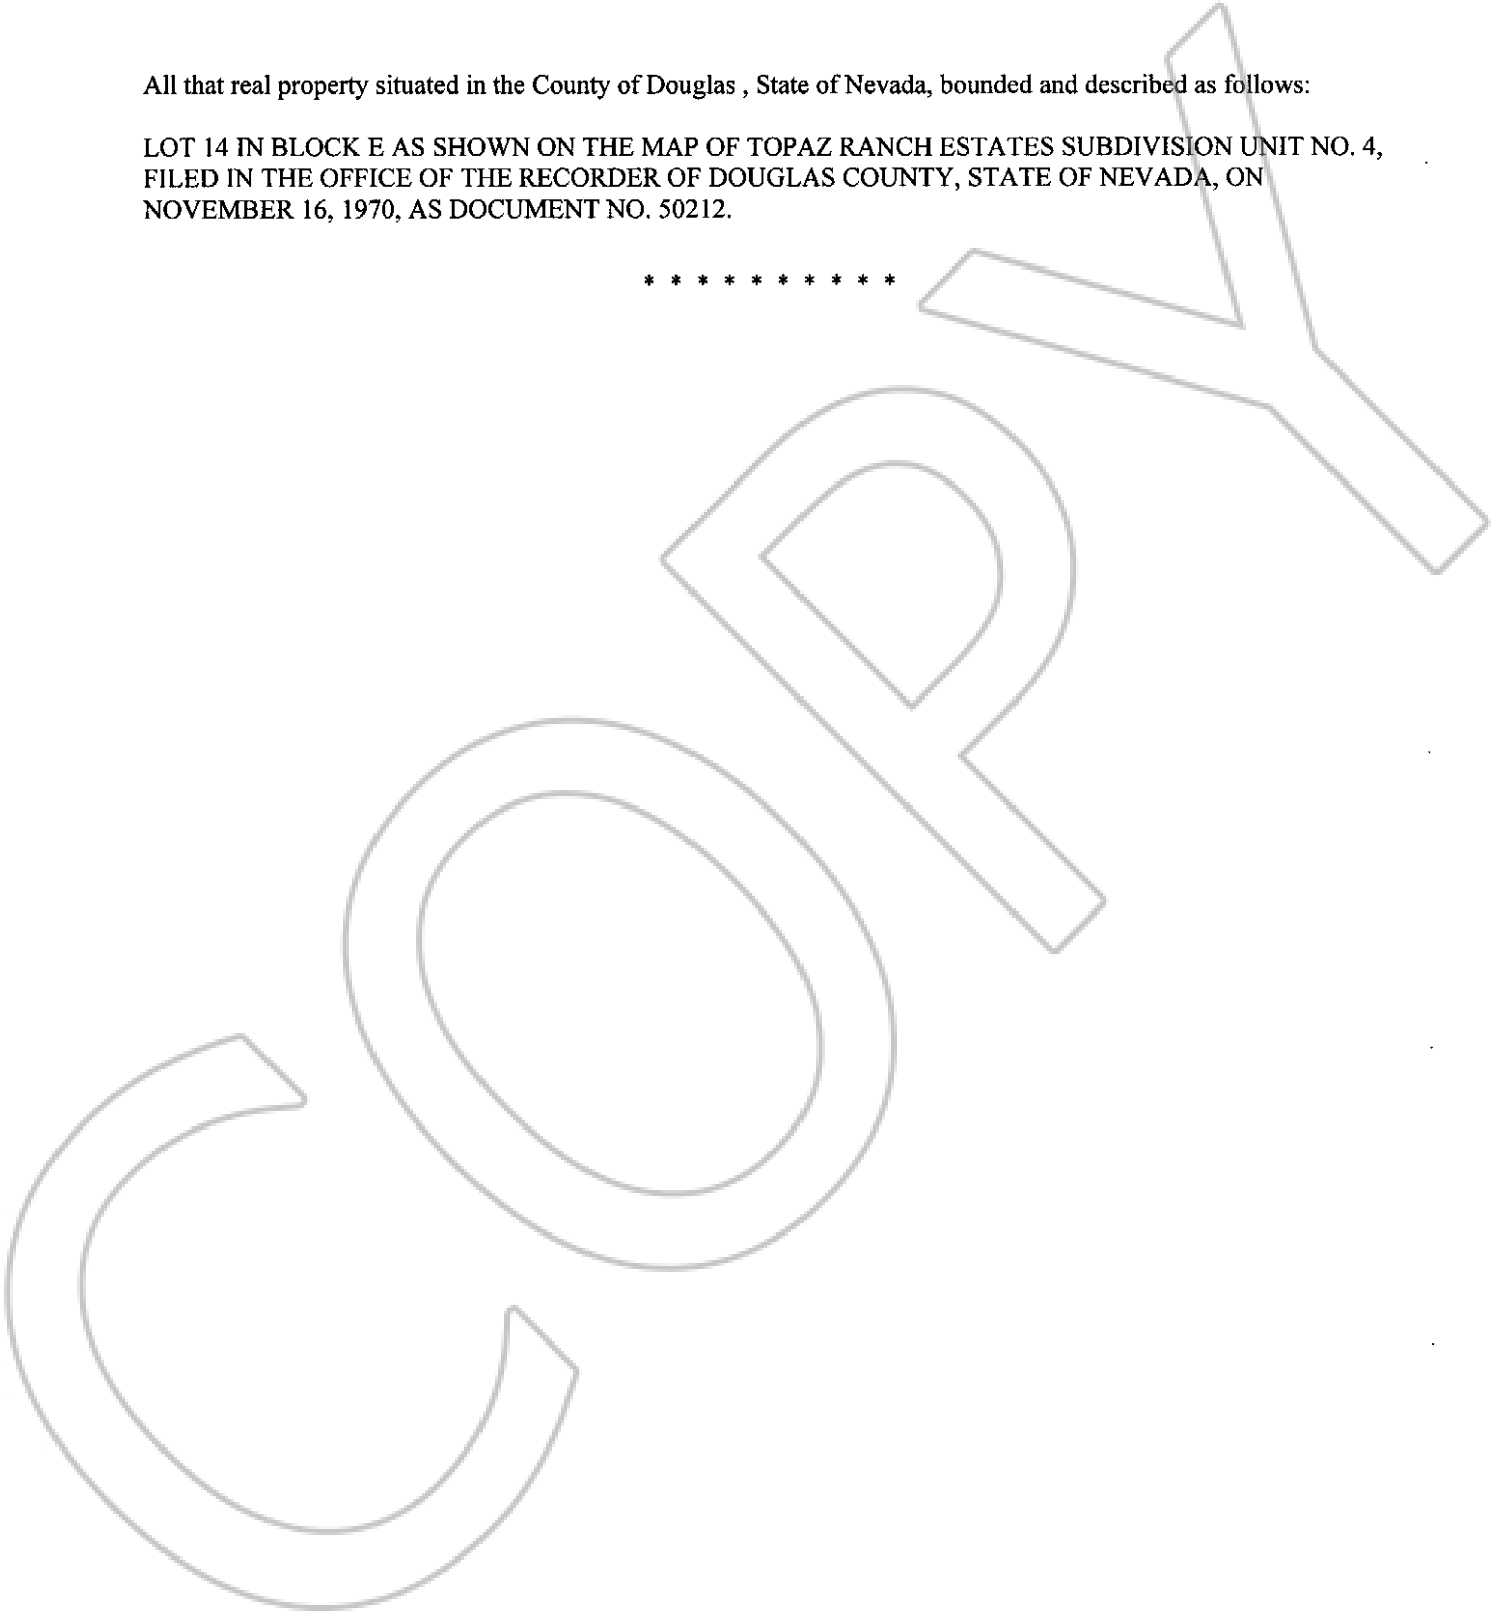 All that real property situated in the County of Douglas , State of Nevada, bounded and described as follows:
LOT 14 IN BLOCK E AS SHOWN ON THE MAP OF TOPAZ RANCH ESTATES SUBDIVISION UNIT NO. 4,
FILED IN THE OFFICE OF THE RECORDER OF DOUGLAS COUNTY, STATE OF NEVADA, ON
NOVEMBER 16, 1970, AS DOCUMENT NO. 50212.
* * * * * * * * * *
COPY